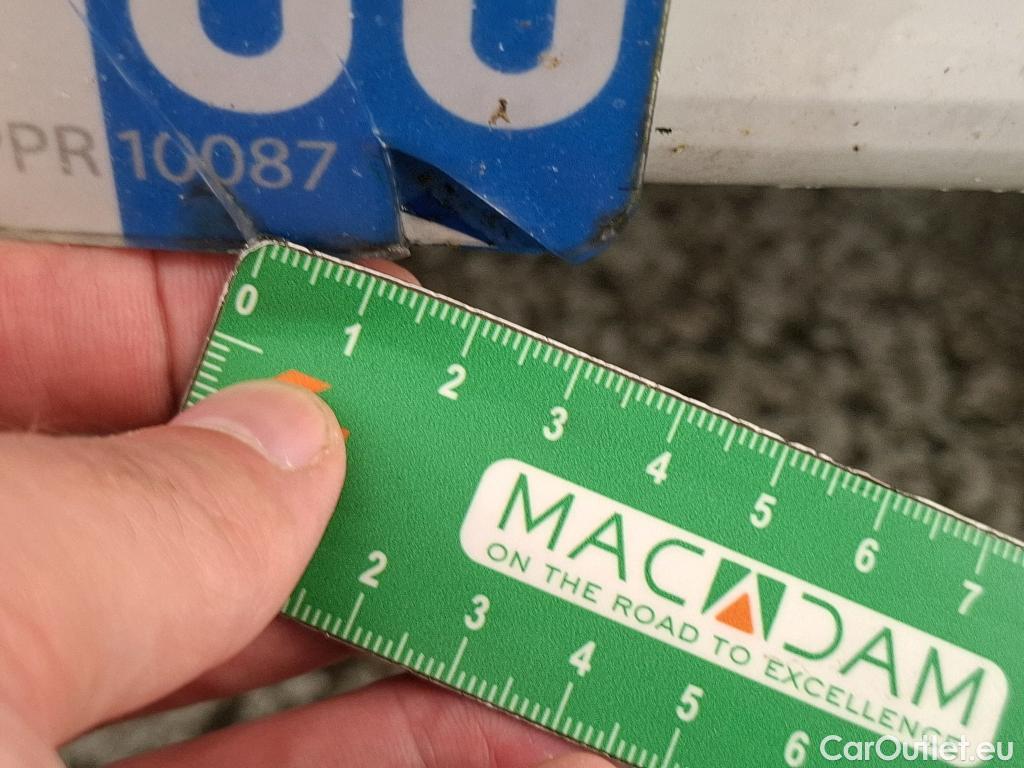 PPR 10087
0 1 2 3 4 5 6 7
MACADAM
ON THE ROAD TO EXCELLENCE
2 3 4 5 6
CarOutlet.eu